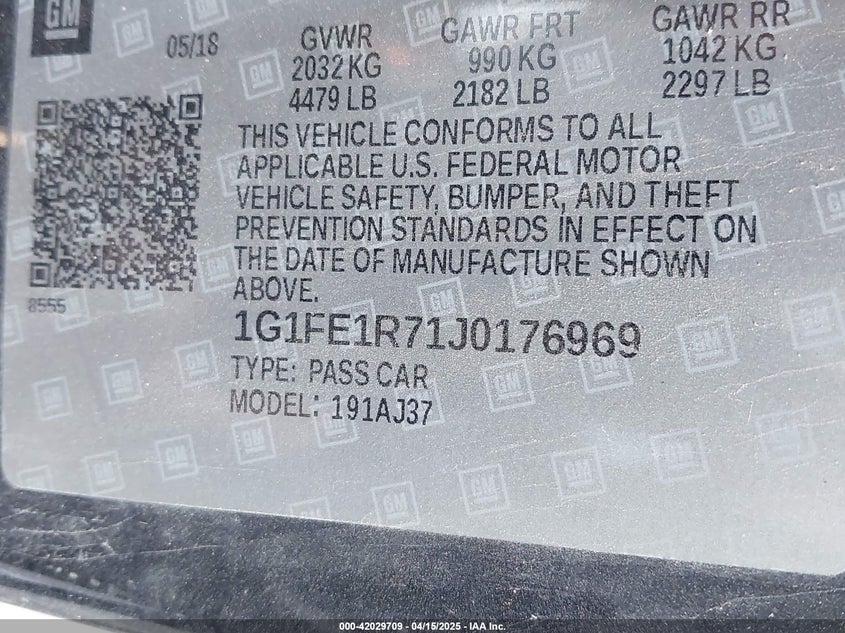 GM
05/18
GVWR
2032 KG
4479 LB
GAWR FRT
990 KG
2182 LB
GAWR RR
1042 KG
2297 LB
THIS VEHICLE CONFORMS TO ALL
APPLICABLE U.S. FEDERAL MOTOR
VEHICLE SAFETY, BUMPER, AND THEFT
PREVENTION STANDARDS IN EFFECT ON
THE DATE OF MANUFACTURE SHOWN
ABOVE.
8555
1G1FE1R71J0176969
TYPE: PASS CAR
MODEL: 191AJ37
000-42029709 - 04/15/2025 - IAA Inc.